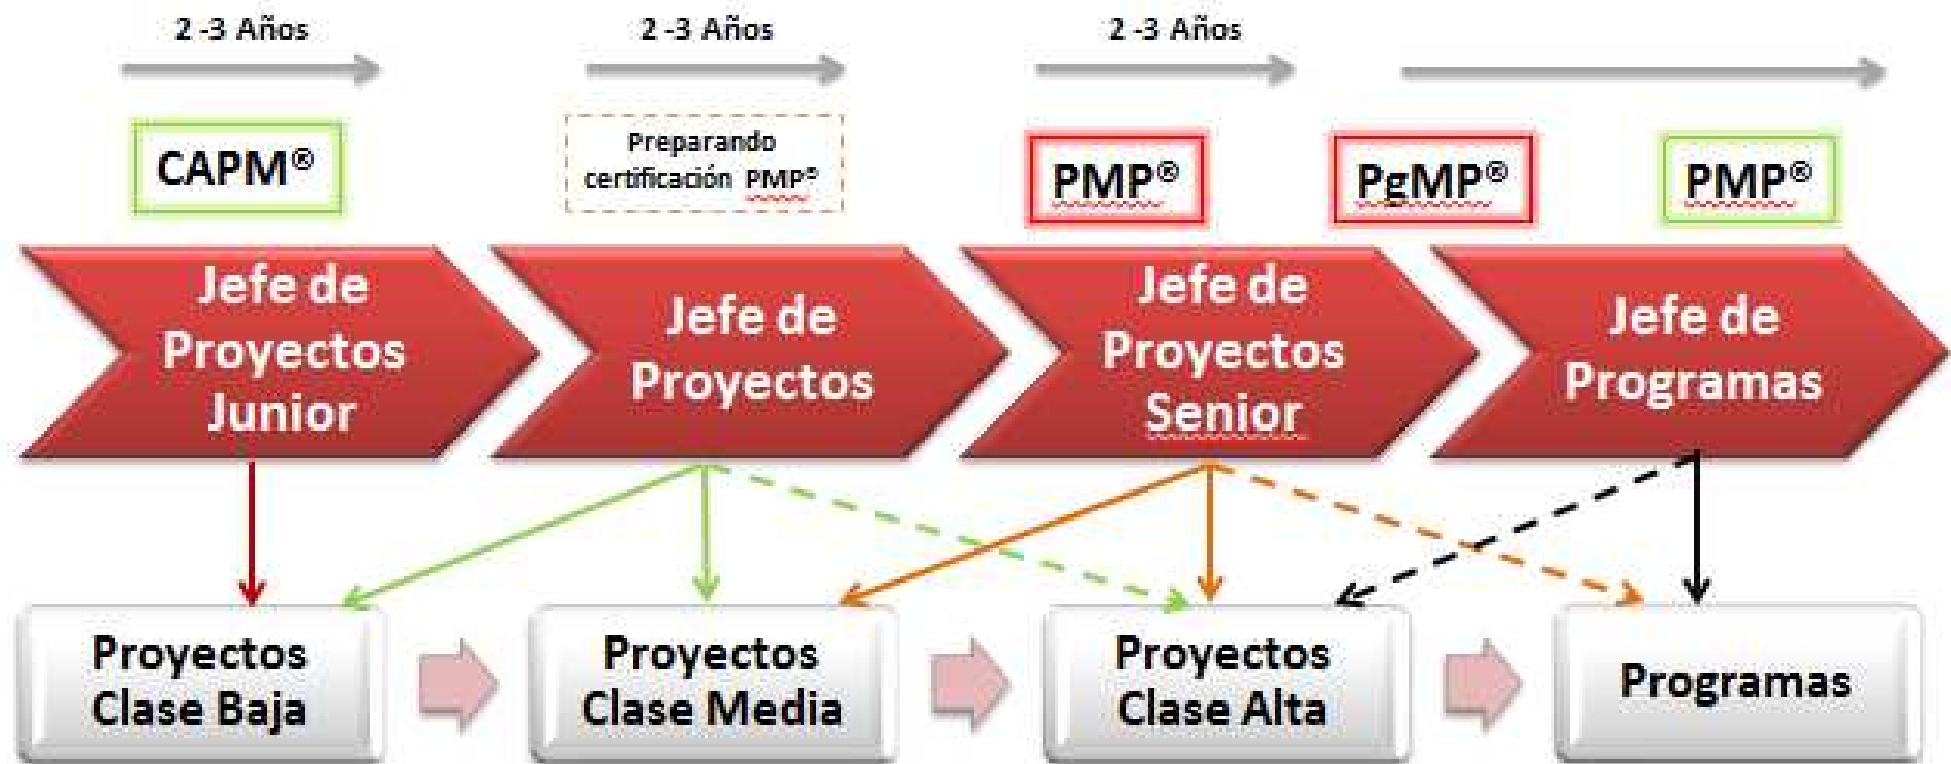 2 -3 Años
2 -3 Años
2 -3 Años
CAPM®
Preparando
certificación PMP®
PMP®
PgMP®
PMP®
Jefe de
Proyectos
Junior
Jefe de
Proyectos
Jefe de
Proyectos
Senior
Jefe de
Programas
Proyectos
Clase Baja
Proyectos
Clase Media
Proyectos
Clase Alta
Programas